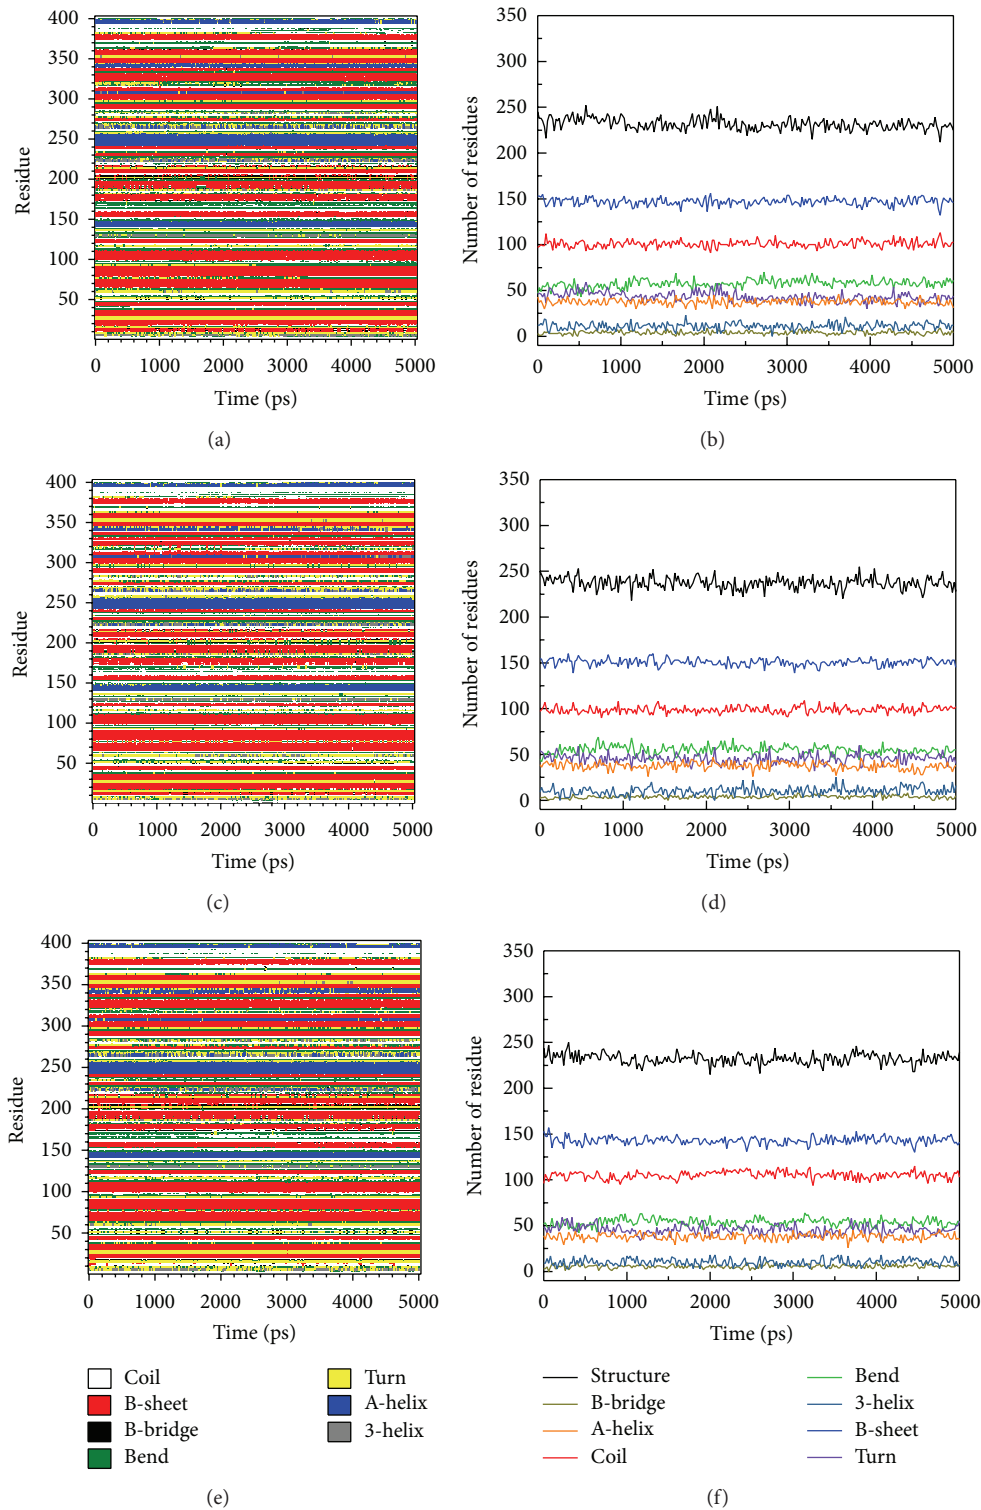 400
350
300
250
200
150
100
50
Residue
0 1000 2000 3000 4000 5000
Time (ps)
(a)
350
300
250
200
150
100
50
0
Number of residues
0 1000 2000 3000 4000 5000
Time (ps)
(b)
400
350
300
250
200
150
100
50
Residue
0 1000 2000 3000 4000 5000
Time (ps)
(c)
350
300
250
200
150
100
50
0
Number of residues
0 1000 2000 3000 4000 5000
Time (ps)
(d)
400
350
300
250
200
150
100
50
Residue
0 1000 2000 3000 4000 5000
Time (ps)
Coil
B-sheet
B-bridge
Bend
Turn
A-helix
3-helix
(e)
350
300
250
200
150
100
50
0
Number of residue
0 1000 2000 3000 4000 5000
Time (ps)
Structure
B-bridge
A-helix
Coil
Bend
3-helix
B-sheet
Turn
(f)